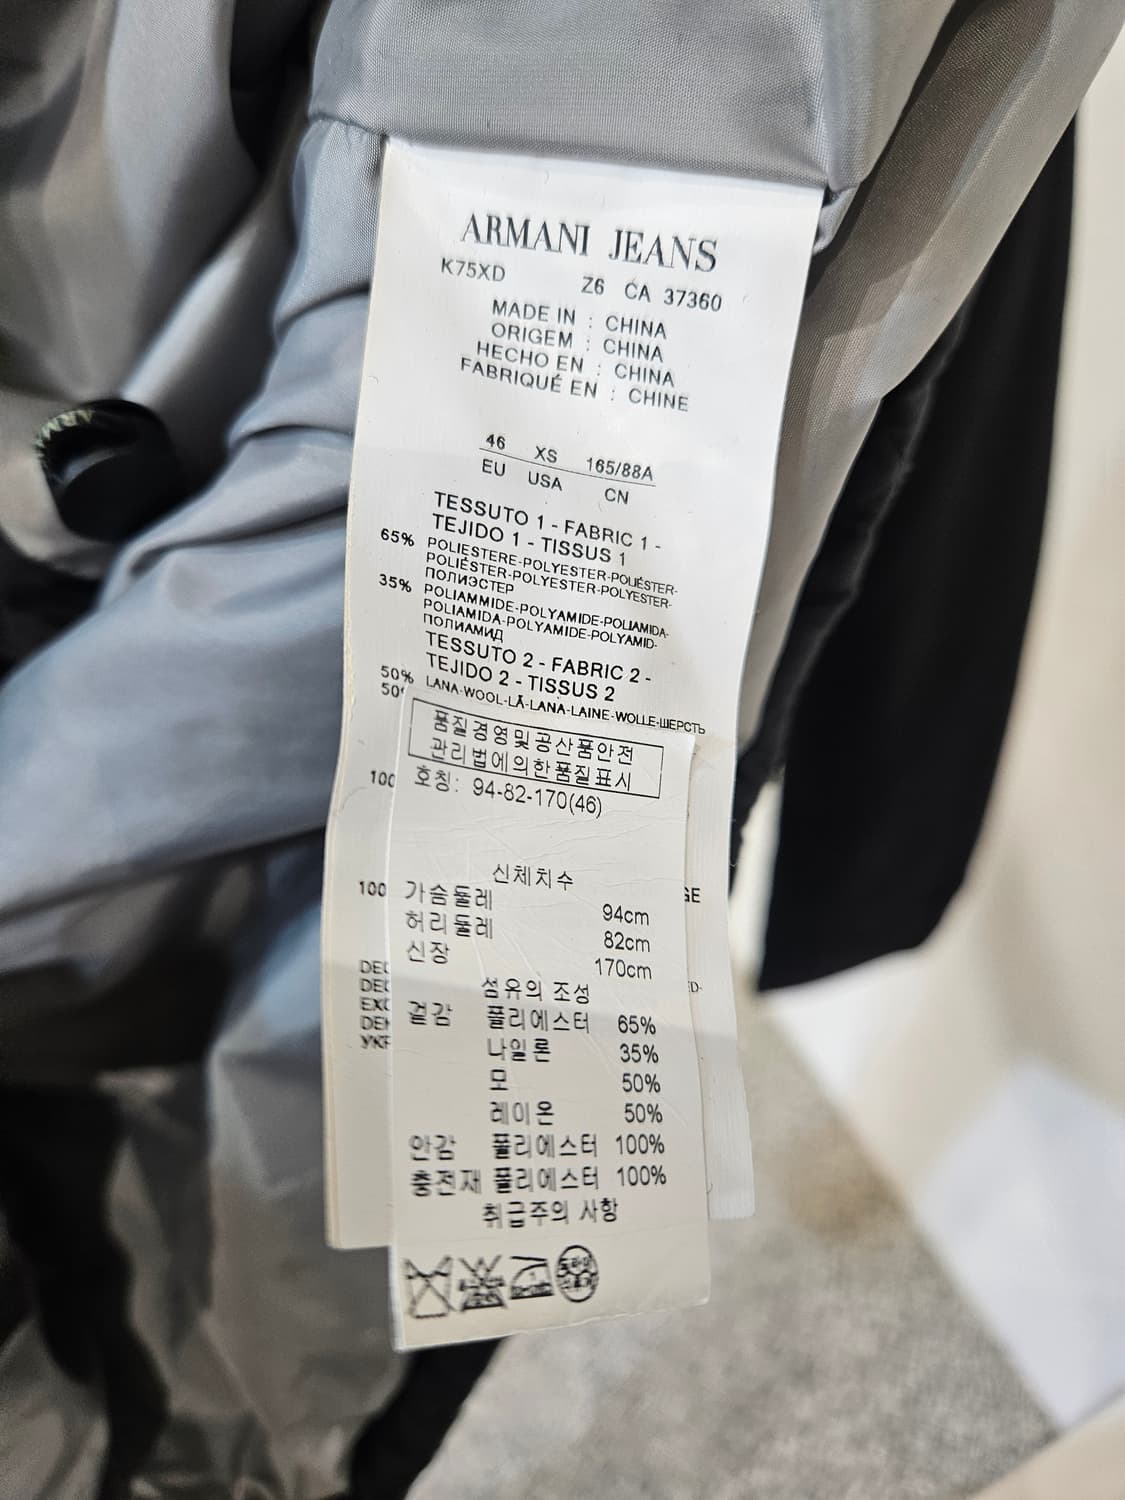 ARMANI JEANS
K75XD Z6 CA 37360
MADE IN : CHINA
ORIGEM : CHINA
HECHO EN : CHINA
FABRIQUÉ EN : CHINE
46 XS 165/88A
EU USA CN
TESSUTO 1 - FABRIC 1 -
TEJIDO 1 - TISSUS 1
65% POLIESTERE-POLYESTER-POLIÉSTER-
POLIÉSTER-POLYESTER-POLYESTER-
ПОЛИЭСТЕР
35% POLIAMMIDE-POLYAMIDE-POLIAMIDA-
POLIAMIDA-POLYAMIDE-POLYAMID-
ПОЛИАМИД
TESSUTO 2 - FABRIC 2 -
TEJIDO 2 - TISSUS 2
50% LANA-WOOL-LÃ-LANA-LAINE-WOLLE-ШЕРСТЬ
품질경영및공산품안전
관리법에의한품질표시
호칭: 94-82-170(46)
신체치수
가슴둘레 94cm
허리둘레 82cm
신장 170cm
섬유의 조성
겉감 폴리에스터 65%
나일론 35%
모 50%
레이온 50%
안감 폴리에스터 100%
충전재 폴리에스터 100%
취급주의 사항